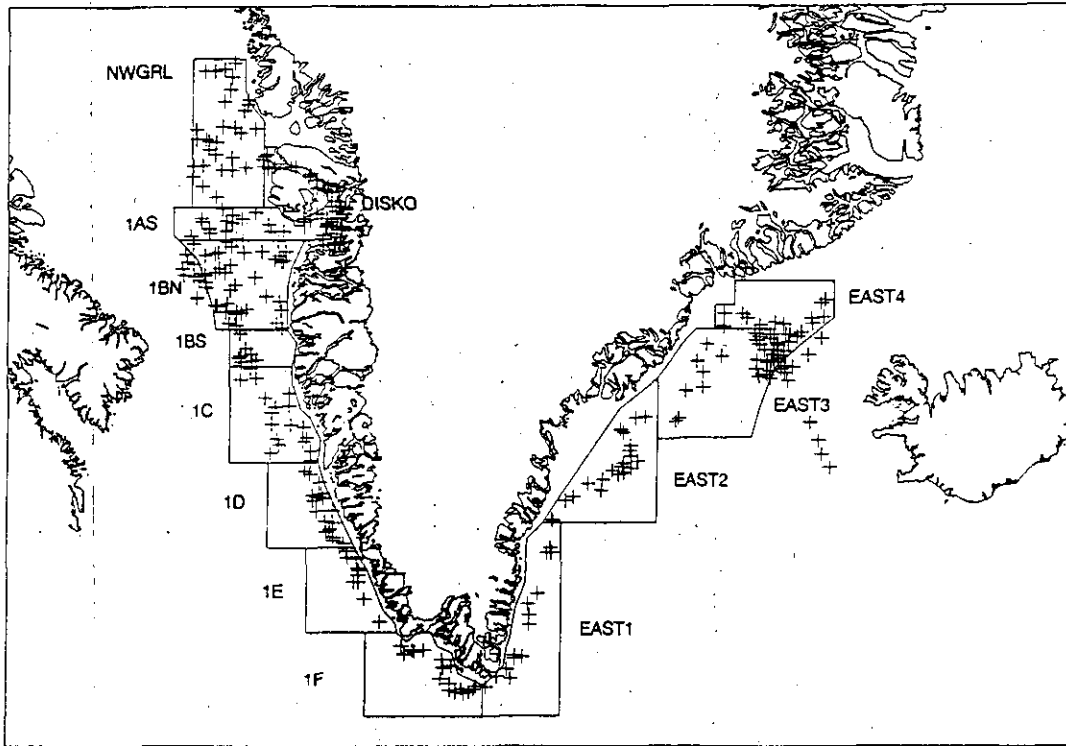 NWGRL
DISKO
1AS
1BN
1BS
1C
1D
1E
1F
EAST4
EAST3
EAST2
EAST1